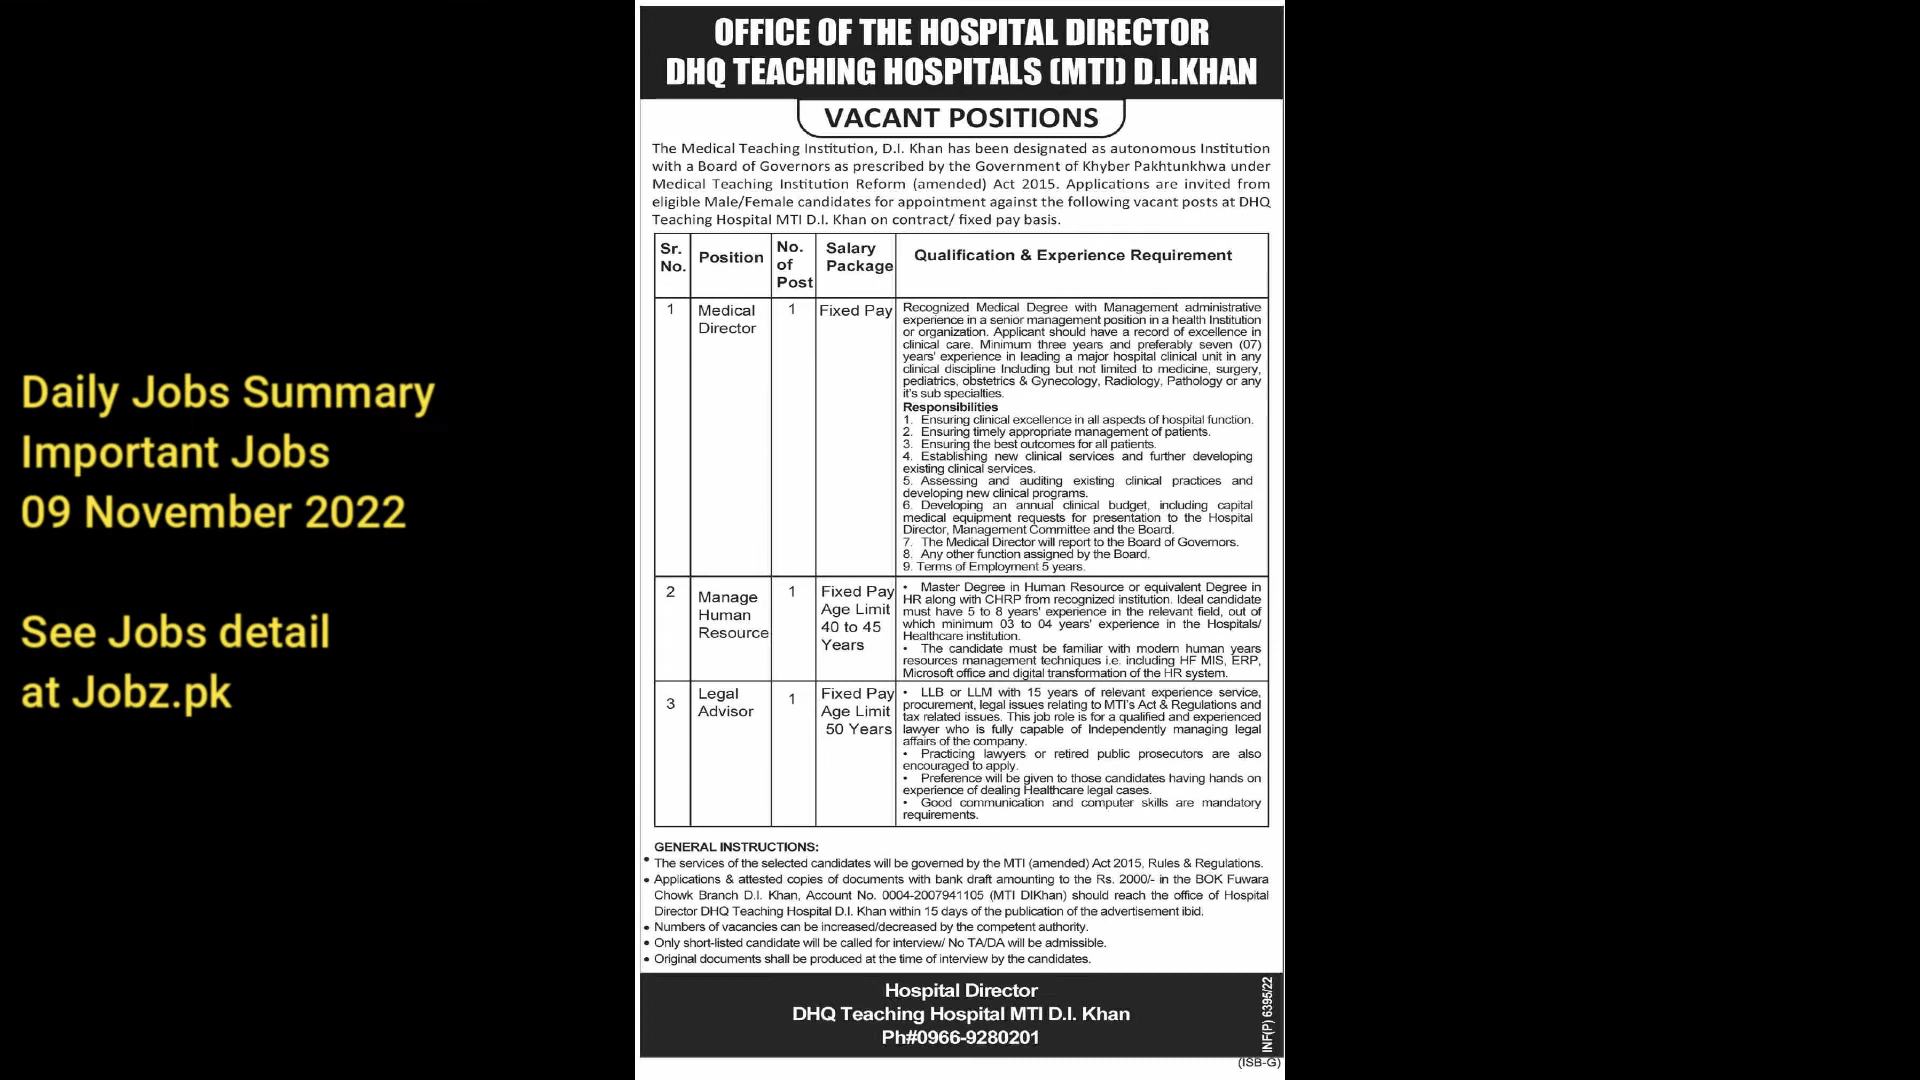 Daily Jobs Summary
Important Jobs
09 November 2022
See Jobs detail
at Jobz.pk
OFFICE OF THE HOSPITAL DIRECTOR
DHQ TEACHING HOSPITALS (MTI) D.I.KHAN
VACANT POSITIONS
The Medical Teaching Institution, D.I. Khan has been designated as autonomous Institution
with a Board of Governors as prescribed by the Government of Khyber Pakhtunkhwa under
Medical Teaching Institution Reform (amended) Act 2015. Applications are invited from
eligible Male/Female candidates for appointment against the following vacant posts at DHQ
Teaching Hospital MTI D.I. Khan on contract/ fixed pay basis.
Sr.
No.
Position
No.
of
Post
Salary
Package
Qualification & Experience Requirement
1
Medical
Director
1
Fixed Pay
Recognized Medical Degree with Management administrative
experience in a senior management position in a health Institution
or organization. Applicant should have a record of excellence in
clinical care. Minimum three years and preferably seven (07)
years' experience in leading a major hospital clinical unit in any
clinical discipline Including but not limited to medicine, surgery,
pediatrics, obstetrics & Gynecology, Radiology, Pathology or any
it's sub specialties.
Responsibilities
1. Ensuring clinical excellence in all aspects of hospital function.
2. Ensuring timely appropriate management of patients.
3. Ensuring the best outcomes for all patients.
4. Establishing new clinical services and further developing
existing clinical services.
5. Assessing and auditing existing clinical practices and
developing new clinical programs.
6. Developing an annual clinical budget, including capital
medical equipment requests for presentation to the Hospital
Director, Management Committee and the Board.
7. The Medical Director will report to the Board of Governors.
8. Any other function assigned by the Board.
9. Terms of Employment 5 years.
2
Manage
Human
Resource
1
Fixed Pay
Age Limit
40 to 45
Years
• Master Degree in Human Resource or equivalent Degree in
HR along with CHRP from recognized institution. Ideal candidate
must have 5 to 8 years' experience in the relevant field, out of
which minimum 03 to 04 years' experience in the Hospitals/
Healthcare institution.
• The candidate must be familiar with modern human years
resources management techniques i.e. including HF MIS, ERP,
Microsoft office and digital transformation of the HR system.
3
Legal
Advisor
1
Fixed Pay
Age Limit
50 Years
• LLB or LLM with 15 years of relevant experience service,
procurement, legal issues relating to MTI's Act & Regulations and
tax related issues. This job role is for a qualified and experienced
lawyer who is fully capable of Independently managing legal
affairs of the company.
• Practicing lawyers or retired public prosecutors are also
encouraged to apply.
• Preference will be given to those candidates having hands on
experience of dealing Healthcare legal cases.
• Good communication and computer skills are mandatory
requirements.
GENERAL INSTRUCTIONS:
• The services of the selected candidates will be governed by the MTI (amended) Act 2015, Rules & Regulations.
• Applications & attested copies of documents with bank draft amounting to the Rs. 2000/- in the BOK Fuwara
Chowk Branch D.I. Khan, Account No. 0004-2007941105 (MTI DIKhan) should reach the office of Hospital
Director DHQ Teaching Hospital D.I. Khan within 15 days of the publication of the advertisement ibid.
• Numbers of vacancies can be increased/decreased by the competent authority.
• Only short-listed candidate will be called for interview/ No TA/DA will be admissible.
• Original documents shall be produced at the time of interview by the candidates.
Hospital Director
DHQ Teaching Hospital MTI D.I. Khan
Ph#0966-9280201
INF(P) 6395/22
(ISB-G)